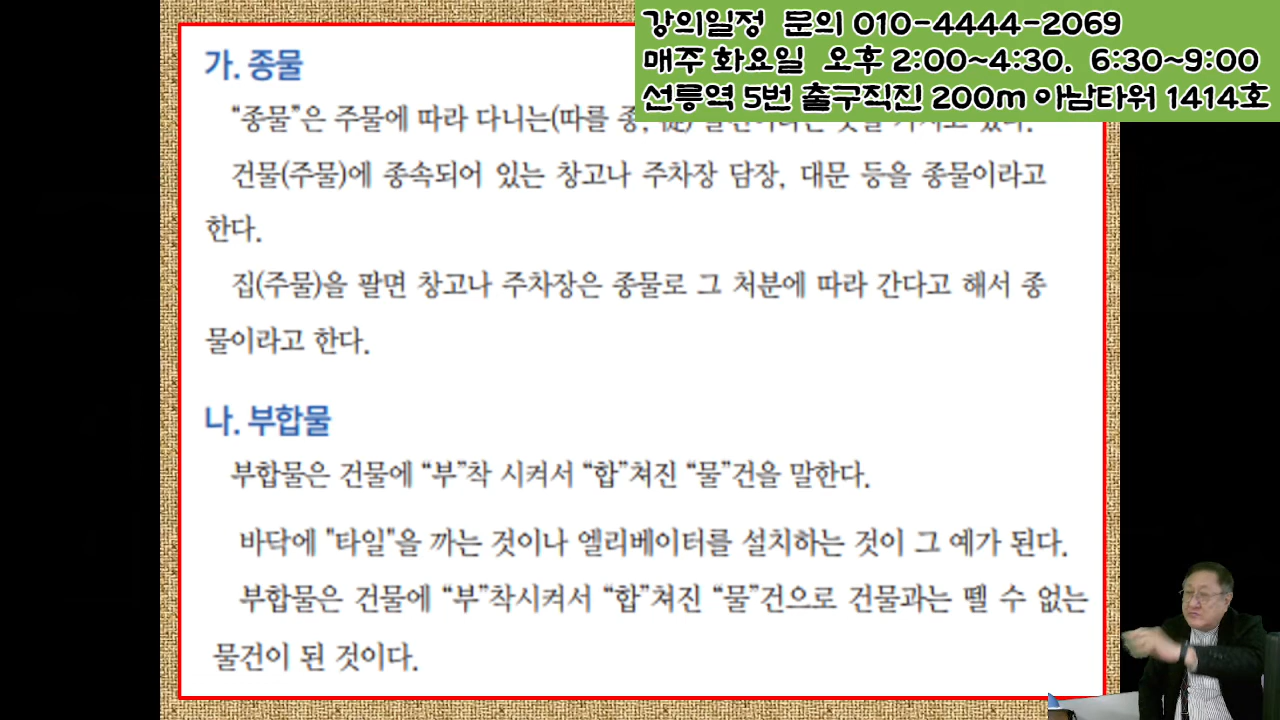 강의일정 문의 010-4444-2069
매주 화요일 오후 2:00~4:30. 6:30~9:00
선릉역 5번 출구직진 200m 아남타워 1414호
가. 종물
“종물”은 주물에 따라 다니는(따를 종,
건물(주물)에 종속되어 있는 창고나 주차장 담장, 대문 등을 종물이라고
한다.
집(주물)을 팔면 창고나 주차장은 종물로 그 처분에 따라 간다고 해서 종
물이라고 한다.
나. 부합물
부합물은 건물에 “부”착 시켜서 “합”쳐진 “물”건을 말한다.
바닥에 "타일"을 까는 것이나 엘리베이터를 설치하는 것이 그 예가 된다.
부합물은 건물에 “부”착시켜서 “합”쳐진 “물”건으로 건물과는 뗄 수 없는
물건이 된 것이다.